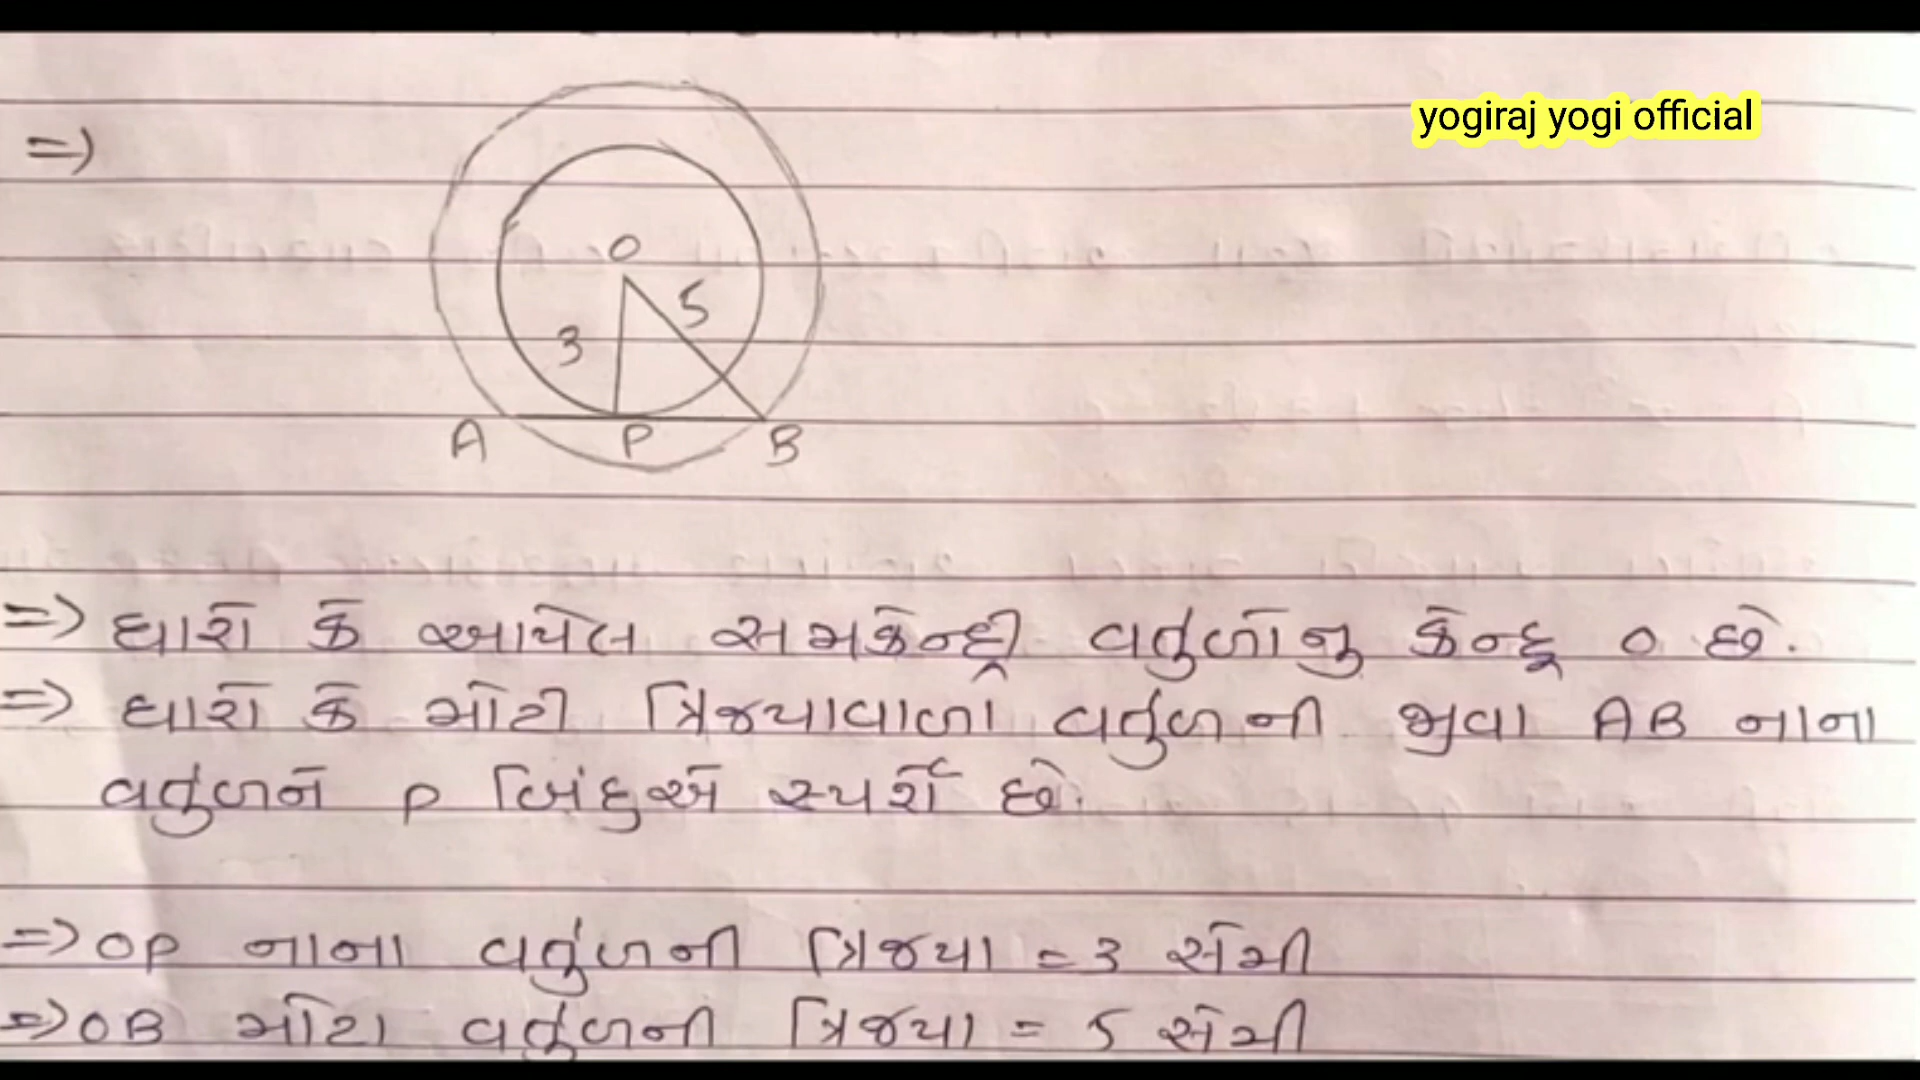 yogiraj yogi official
=>
O
5
3
A P B
=> ધારો કે આપેલ સમકેન્દ્રી વર્તુળોનુ કેન્દ્ર O છે.
=> ધારો કે મોટી ત્રિજ્યાવાળા વર્તુળની જીવા AB નાના
વર્તુળને P બિંદુએ સ્પર્શે છે.
=> OP નાના વર્તુળની ત્રિજ્યા = 3 સેમી
=> OB મોટા વર્તુળની ત્રિજ્યા = 5 સેમી